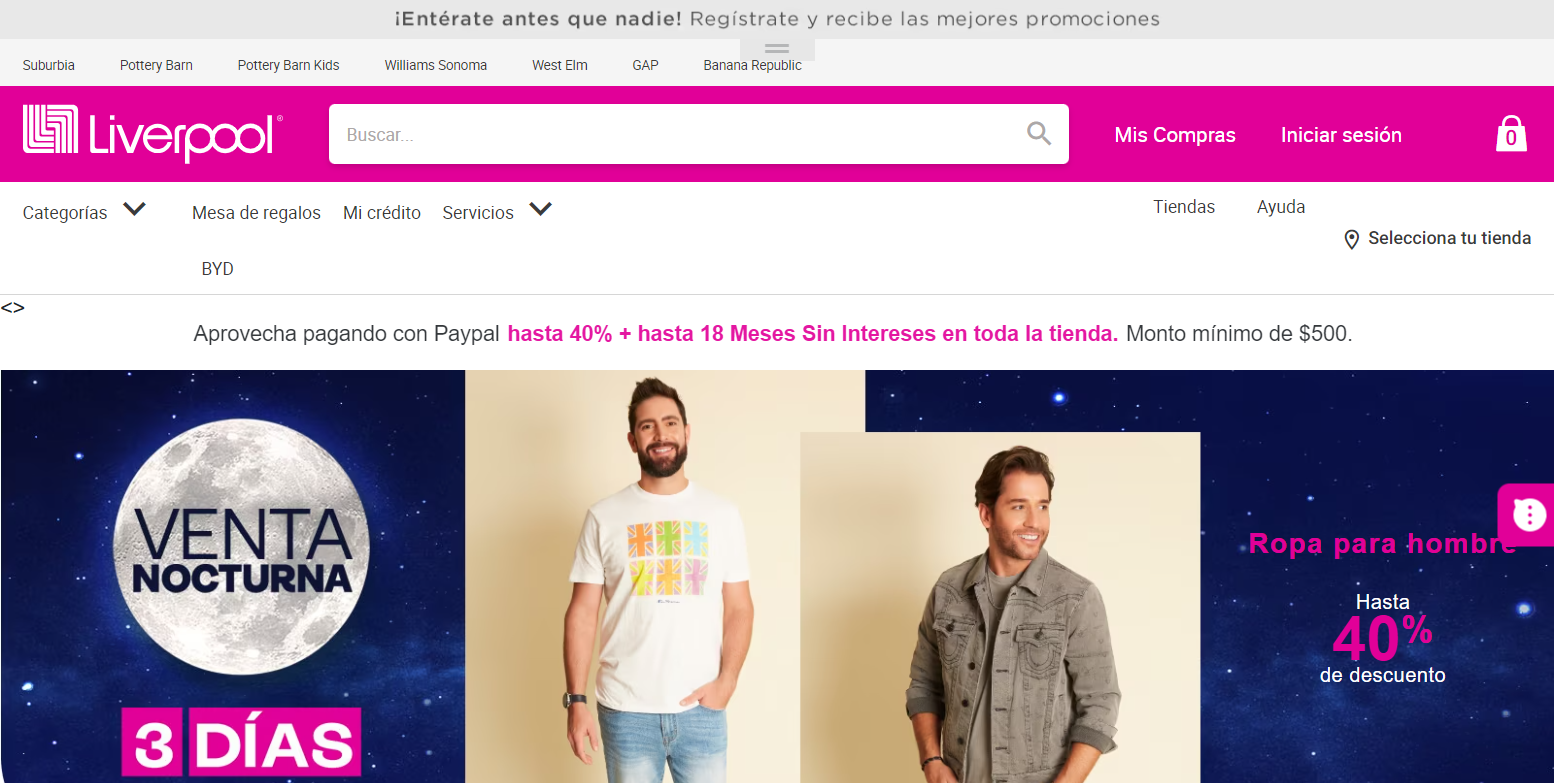 ¡Entérate antes que nadie! Regístrate y recibe las mejores promociones
Suburbia Pottery Barn Pottery Barn Kids Williams Sonoma West Elm GAP Banana Republic
Liverpool®
Buscar...
Mis Compras
Iniciar sesión
0
Categorías
Mesa de regalos
Mi crédito
Servicios
BYD
Tiendas
Ayuda
Selecciona tu tienda
<>
Aprovecha pagando con Paypal hasta 40% + hasta 18 Meses Sin Intereses en toda la tienda. Monto mínimo de $500.
VENTA
NOCTURNA
3 DÍAS
Ropa para hombre
Hasta
40%
de descuento